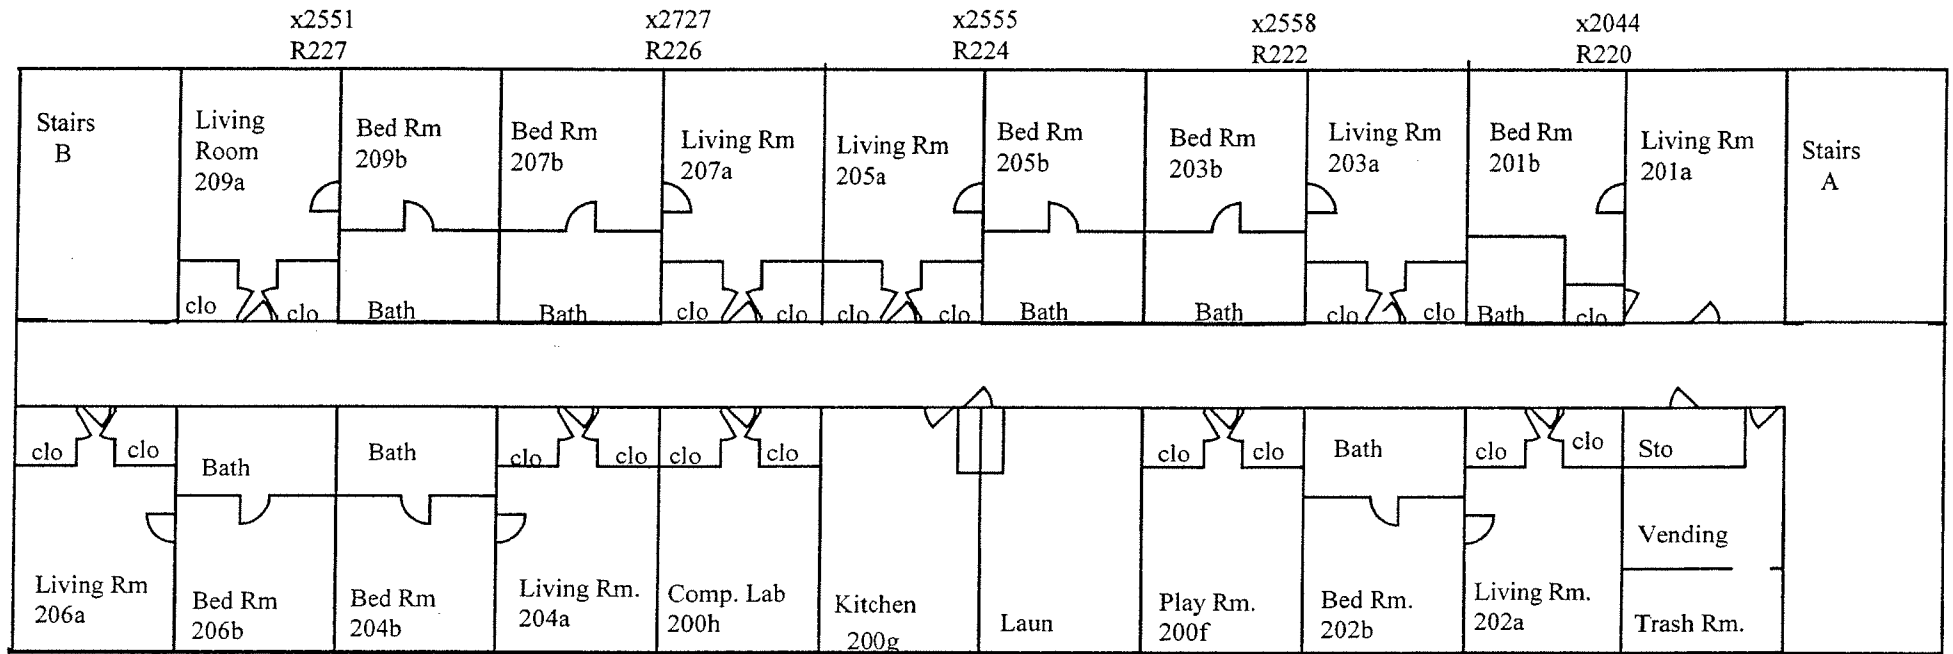 x2551 x2727 x2555 x2558 x2044
R227 R226 R224 R222 R220
Stairs
B
Living
Room
209a
Bed Rm
209b
Bed Rm
207b
Living Rm
207a
Living Rm
205a
Bed Rm
205b
Bed Rm
203b
Living Rm
203a
Bed Rm
201b
Living Rm
201a
Stairs
A
clo clo Bath Bath clo clo clo clo Bath Bath clo clo Bath clo
clo clo Bath Bath clo clo clo clo clo clo Bath clo clo Sto
Vending
Living Rm
206a
Bed Rm
206b
Bed Rm
204b
Living Rm.
204a
Comp. Lab
200h
Kitchen
200g
Laun
Play Rm.
200f
Bed Rm.
202b
Living Rm.
202a
Trash Rm.